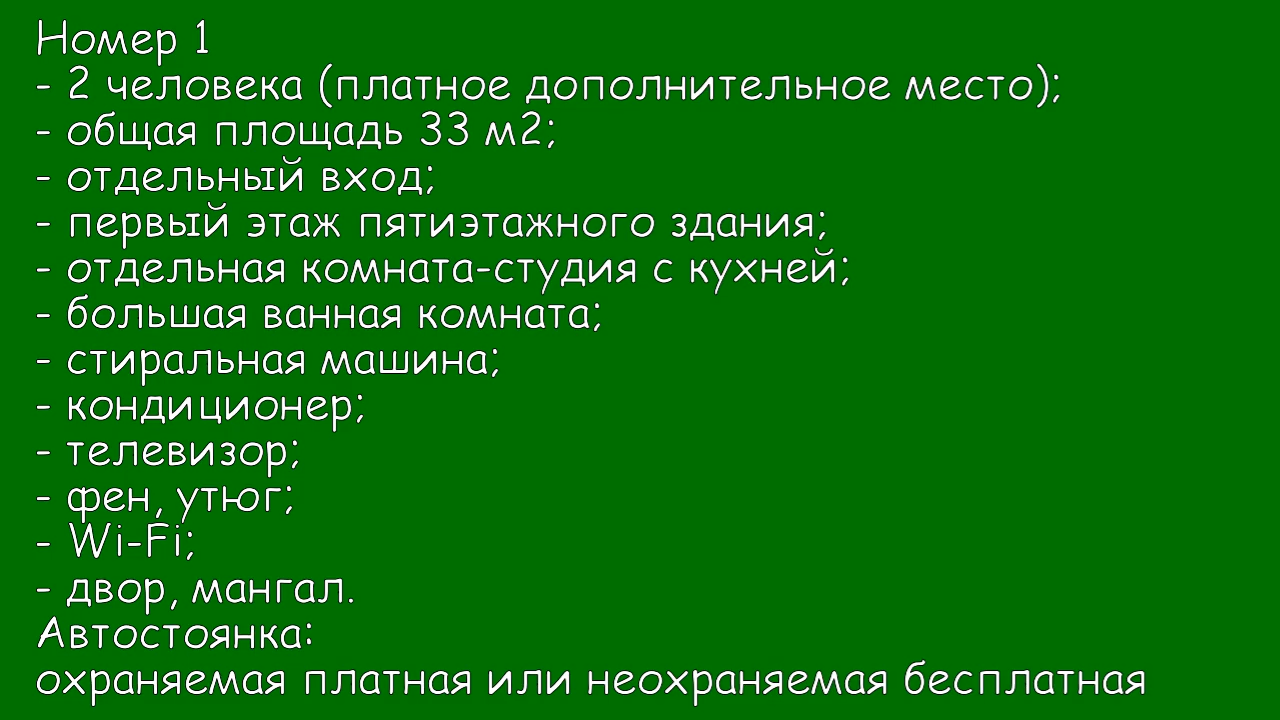 Номер 1
- 2 человека (платное дополнительное место);
- общая площадь 33 м2;
- отдельный вход;
- первый этаж пятиэтажного здания;
- отдельная комната-студия с кухней;
- большая ванная комната;
- стиральная машина;
- кондиционер;
- телевизор;
- фен, утюг;
- Wi-Fi;
- двор, мангал.
Автостоянка:
охраняемая платная или неохраняемая бесплатная